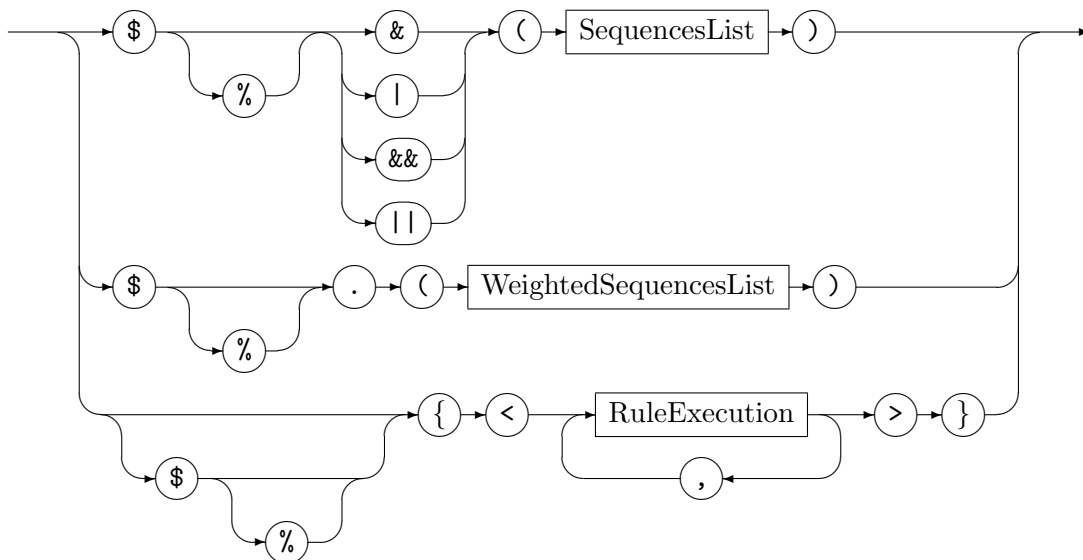 $ & ( SequencesList )
% |
&&
||
$ . ( WeightedSequencesList )
%
{ < RuleExecution > }
$ ,
%